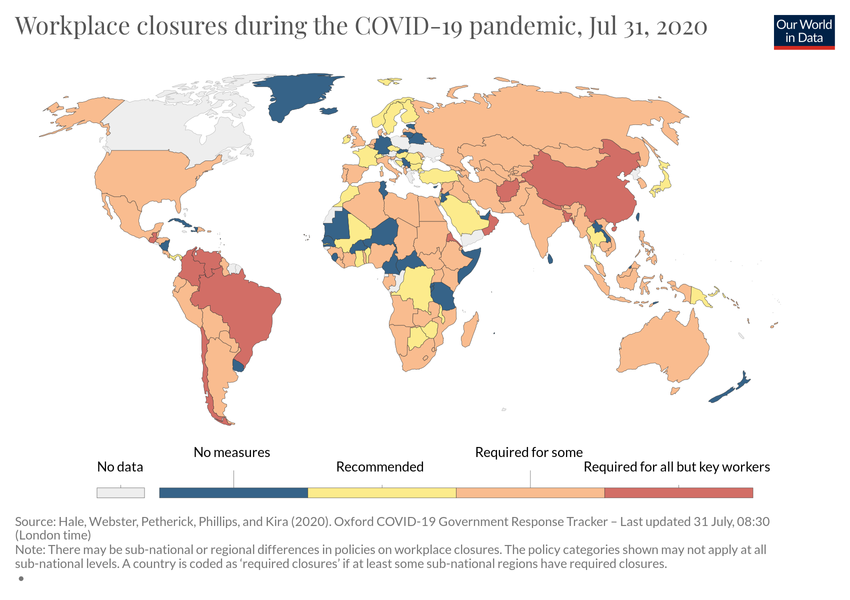 Workplace closures during the COVID-19 pandemic, Jul 31, 2020
Our World
in Data
No data
No measures
Recommended
Required for some
Required for all but key workers
Source: Hale, Webster, Petherick, Phillips, and Kira (2020). Oxford COVID-19 Government Response Tracker – Last updated 31 July, 08:30
(London time)
Note: There may be sub-national or regional differences in policies on workplace closures. The policy categories shown may not apply at all
sub-national levels. A country is coded as ‘required closures’ if at least some sub-national regions have required closures.